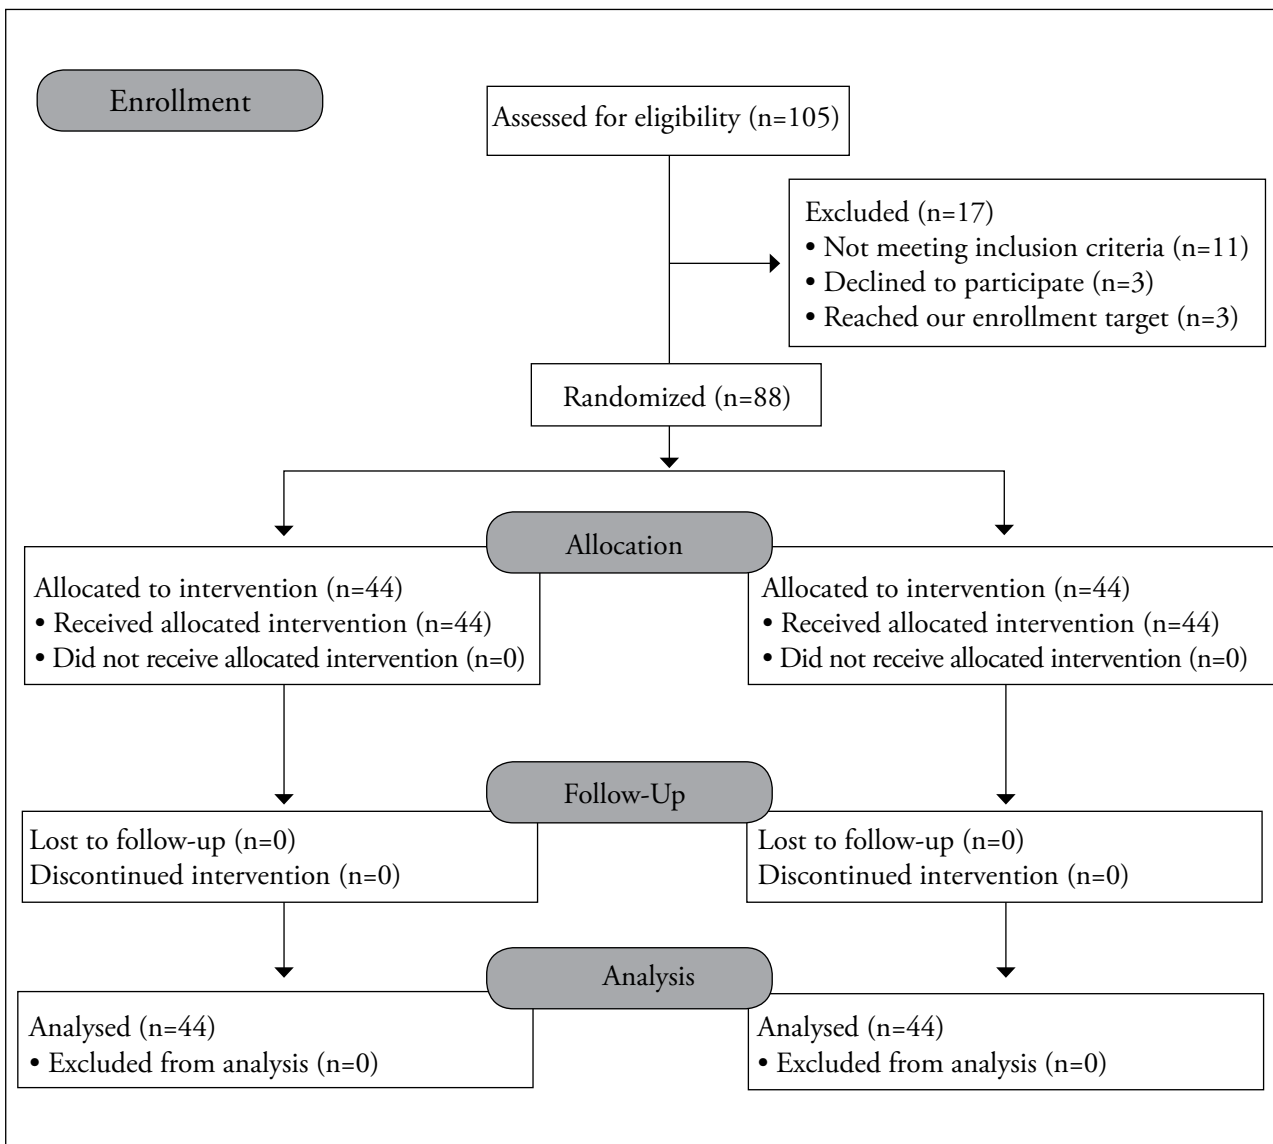 Enrollment
Assessed for eligibility (n=105)
Excluded (n=17)
• Not meeting inclusion criteria (n=11)
• Declined to participate (n=3)
• Reached our enrollment target (n=3)
Randomized (n=88)
Allocation
Allocated to intervention (n=44)
• Received allocated intervention (n=44)
• Did not receive allocated intervention (n=0)
Allocated to intervention (n=44)
• Received allocated intervention (n=44)
• Did not receive allocated intervention (n=0)
Follow-Up
Lost to follow-up (n=0)
Discontinued intervention (n=0)
Lost to follow-up (n=0)
Discontinued intervention (n=0)
Analysis
Analysed (n=44)
• Excluded from analysis (n=0)
Analysed (n=44)
• Excluded from analysis (n=0)